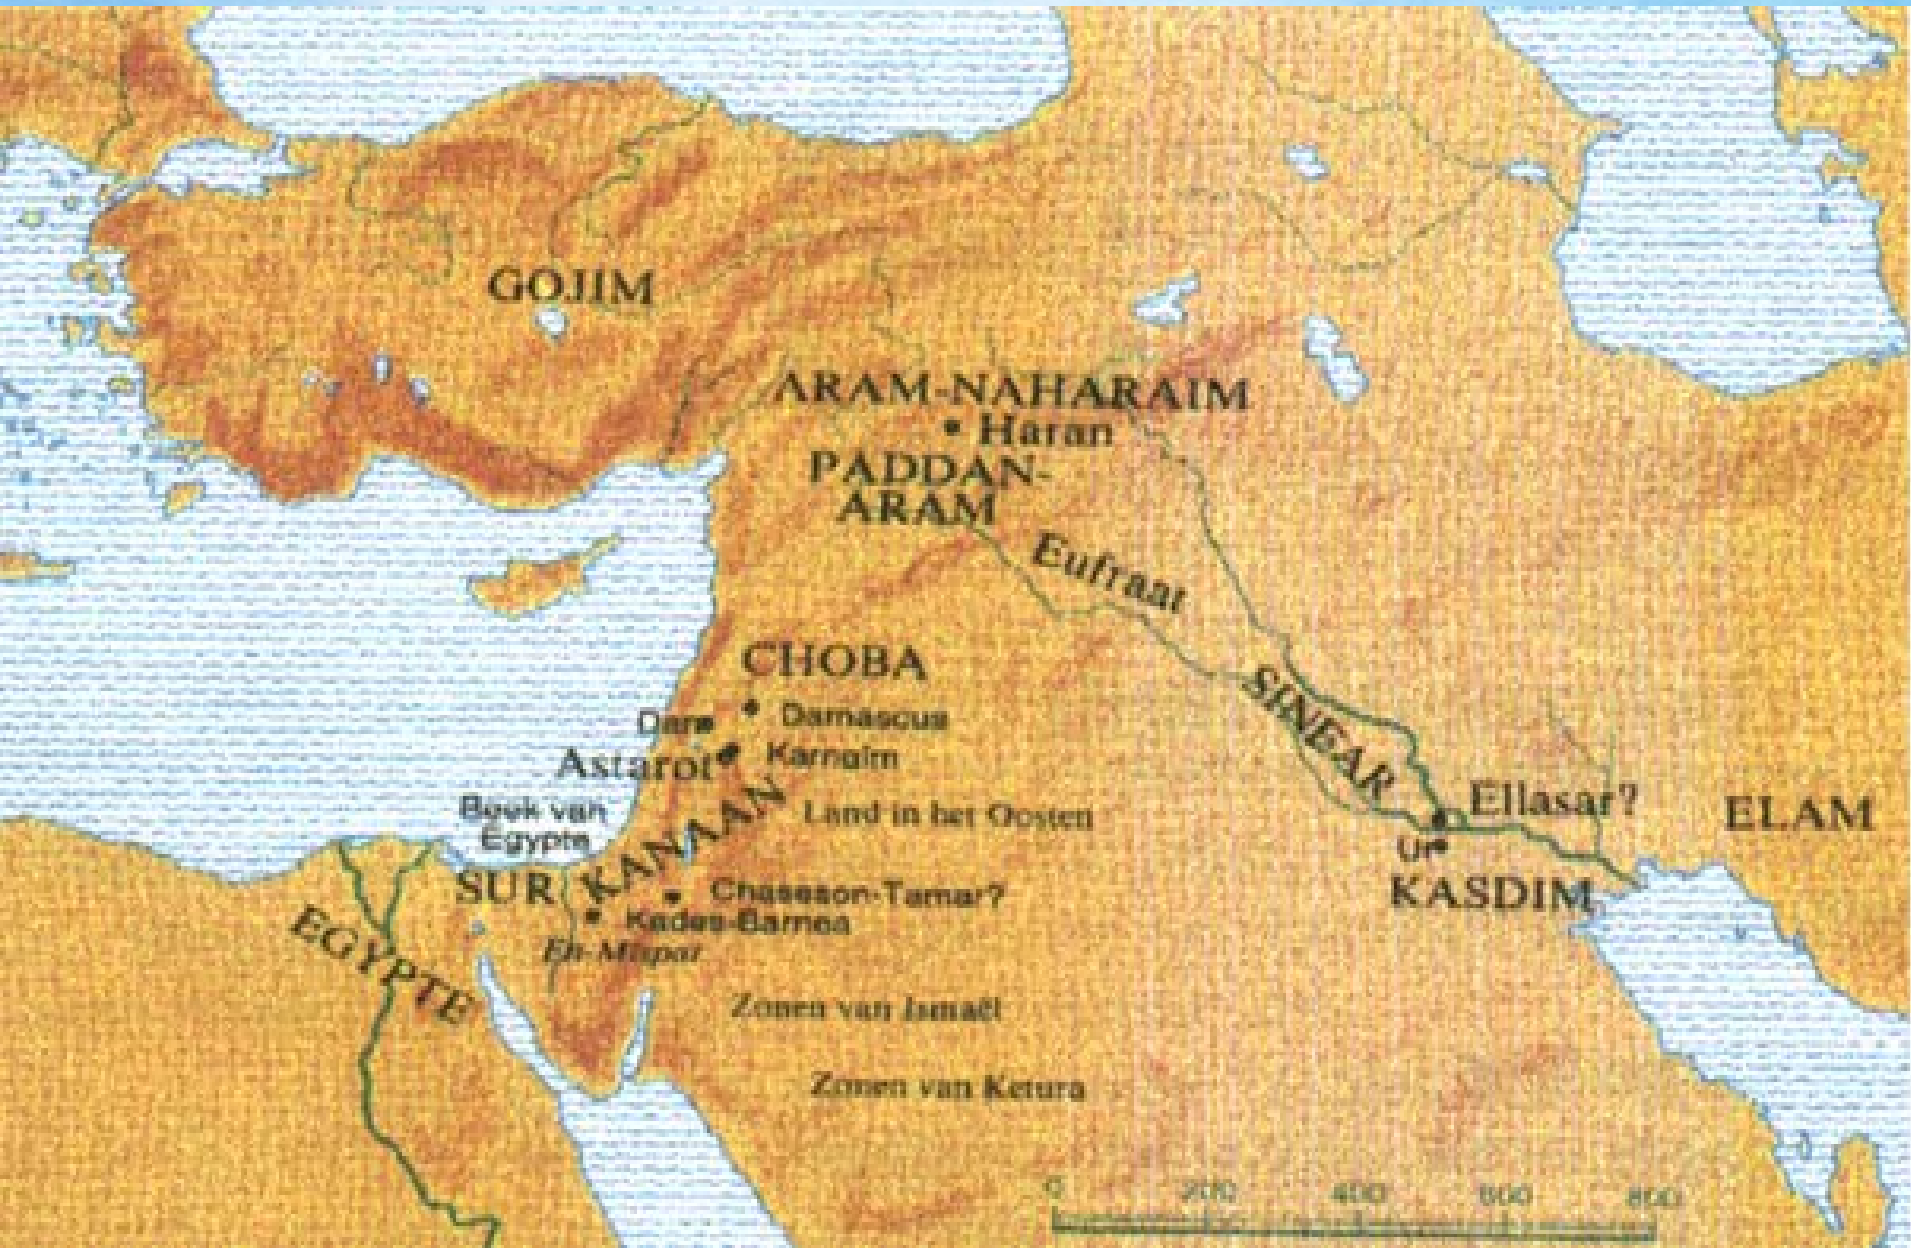 GOJIM
ARAM-NAHARAIM
Haran
PADDAN-
ARAM
Eufraat
CHOBA
Dan
Damascus
Astarot
Karnaïm
SINEAR
Beek van
Egypte
KANAAN
Land in het Oosten
Ellasar?
ELAM
Ur
SUR
Chaseson-Tamar?
KASDIM
Kades-Barnea
En-Mispat
EGYPTE
Zonen van Ismaël
Zonen van Ketura
0 200 400 600 800